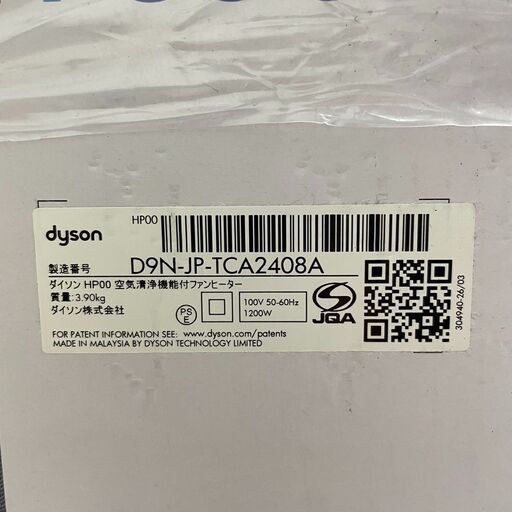 HP00
dyson
製造番号
D9N-JP-TCA2408A
ダイソン HP00 空気清浄機能付ファンヒーター
質量:3.90kg
ダイソン株式会社
PS
E
100V 50-60Hz
1200W
JQA
304940-26/03
FOR PATENT INFORMATION SEE: www.dyson.com/patents
MADE IN MALAYSIA BY DYSON TECHNOLOGY LIMITED